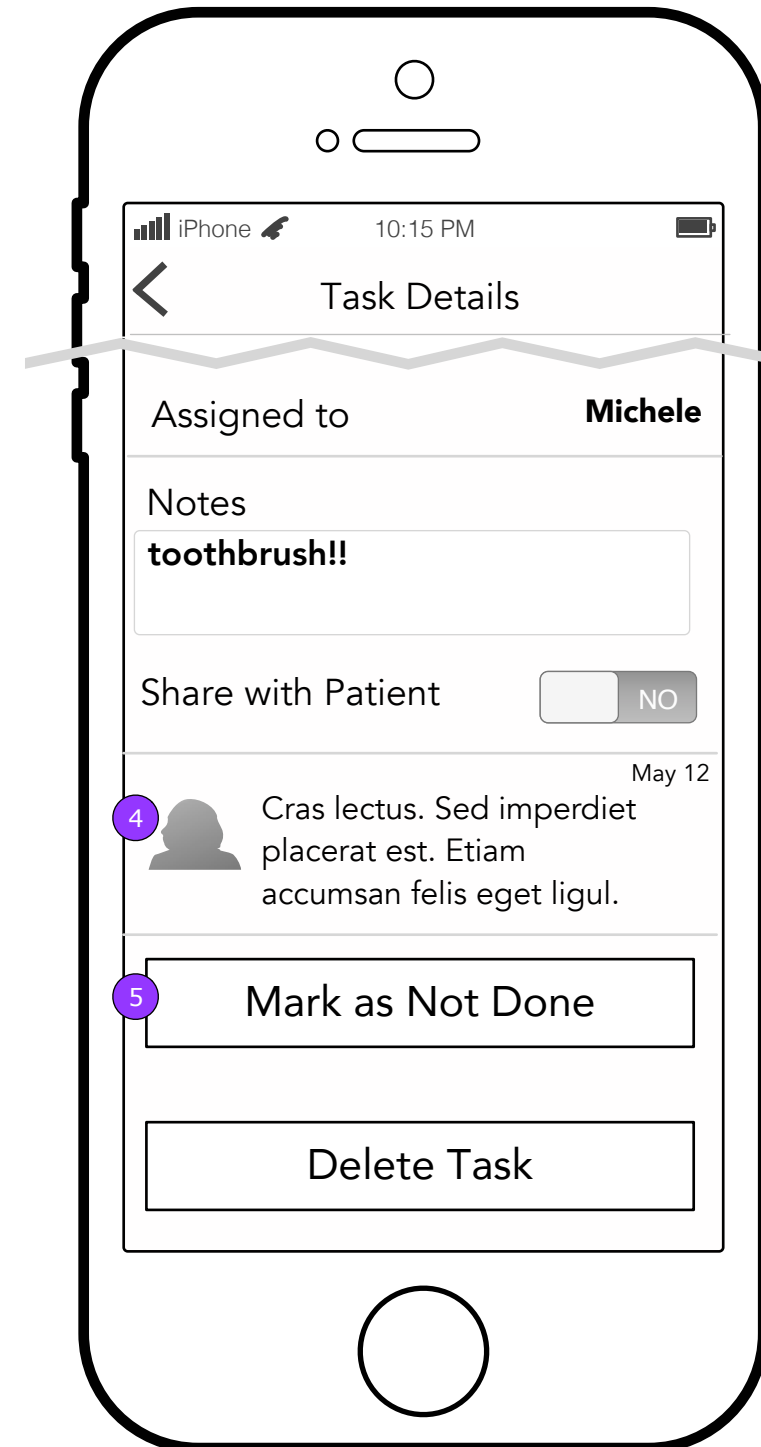 iPhone 10:15 PM
Task Details
Assigned to Michele
Notes
toothbrush!!
Share with Patient NO
May 12
4 Cras lectus. Sed imperdiet
placerat est. Etiam
accumsan felis eget ligul.
5 Mark as Not Done
Delete Task